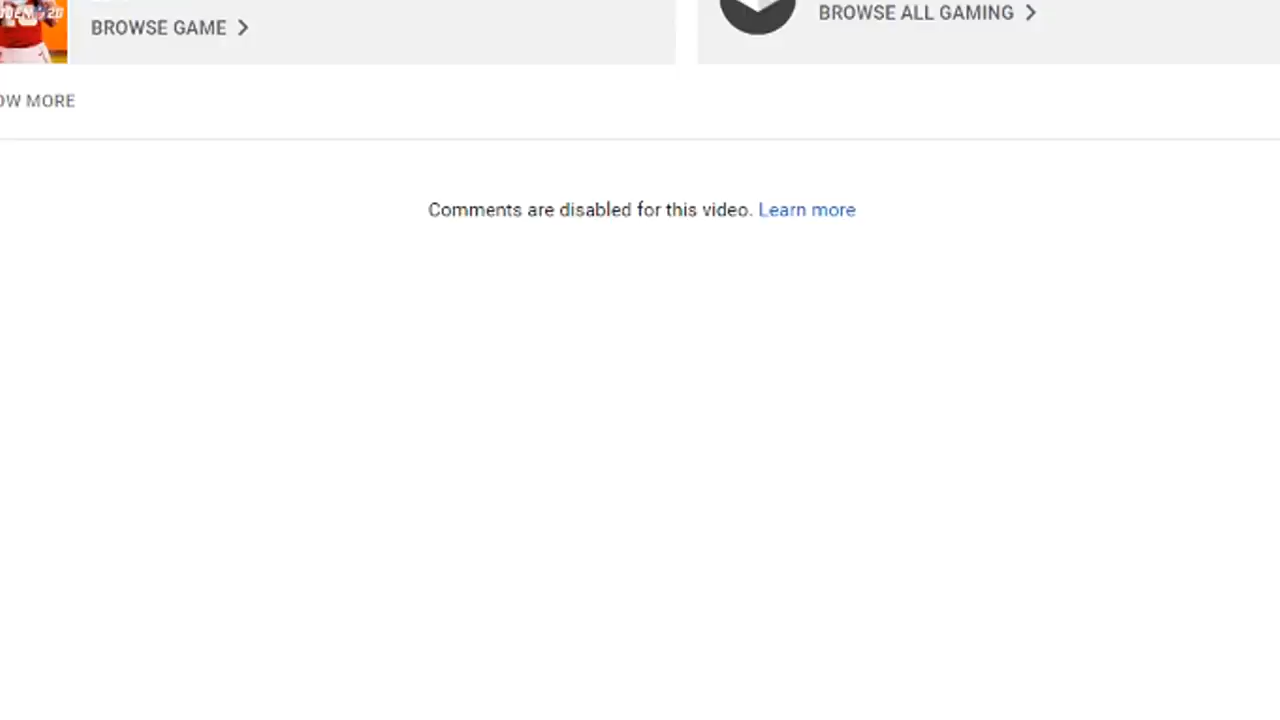 BROWSE GAME
BROWSE ALL GAMING
OW MORE
Comments are disabled for this video. Learn more